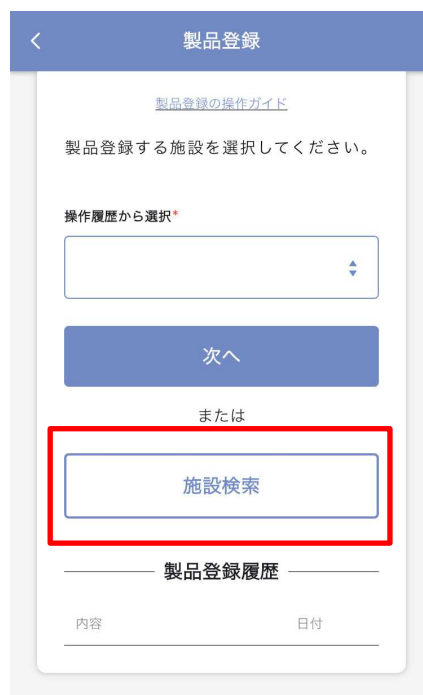 製品登録
製品登録の操作ガイド
製品登録する施設を選択してください。
操作履歴から選択*
次へ
または
施設検索
製品登録履歴
内容 日付